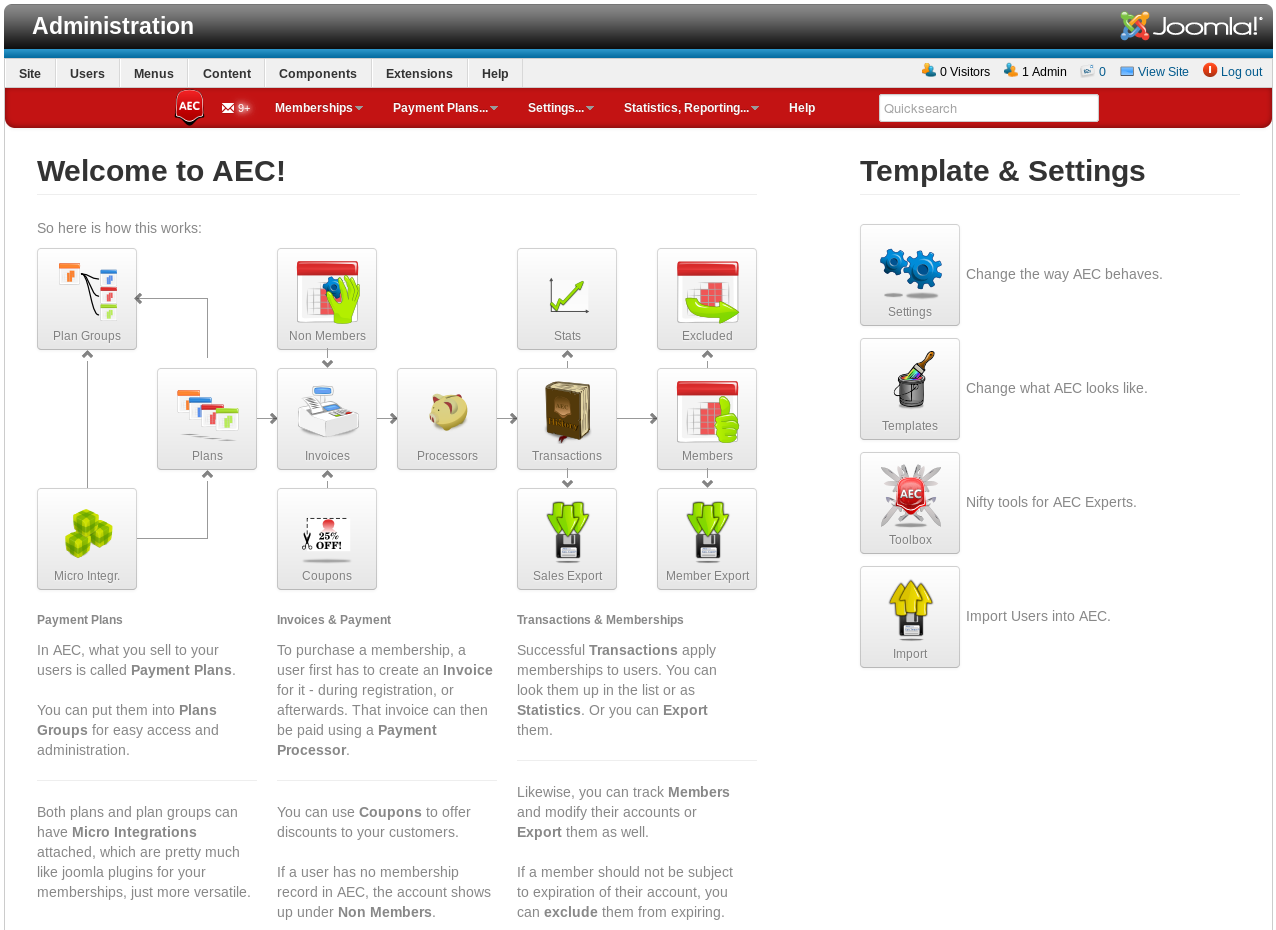 Administration
Joomla!
Site Users Menus Content Components Extensions Help
0 Visitors 1 Admin 0 View Site Log out
AEC 9+ Memberships Payment Plans... Settings... Statistics, Reporting... Help Quicksearch
Welcome to AEC!
So here is how this works:
Plan Groups Non Members Stats Excluded
AEC
History
Plans Invoices Processors Transactions Members
25%
OFF!
Micro Integr. Coupons Sales Export Member Export
Payment Plans
In AEC, what you sell to your
users is called Payment Plans.
You can put them into Plans
Groups for easy access and
administration.
Both plans and plan groups can
have Micro Integrations
attached, which are pretty much
like joomla plugins for your
memberships, just more versatile.
Invoices & Payment
To purchase a membership, a
user first has to create an Invoice
for it - during registration, or
afterwards. That invoice can then
be paid using a Payment
Processor.
You can use Coupons to offer
discounts to your customers.
If a user has no membership
record in AEC, the account shows
up under Non Members.
Transactions & Memberships
Successful Transactions apply
memberships to users. You can
look them up in the list or as
Statistics. Or you can Export
them.
Likewise, you can track Members
and modify their accounts or
Export them as well.
If a member should not be subject
to expiration of their account, you
can exclude them from expiring.
Template & Settings
Settings
Change the way AEC behaves.
Templates
Change what AEC looks like.
AEC
Toolbox
Nifty tools for AEC Experts.
Import
Import Users into AEC.